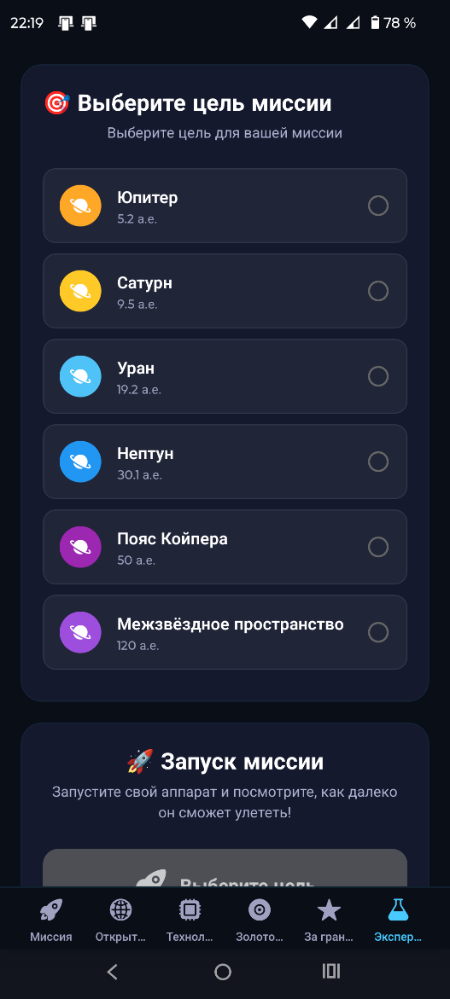 22:19
78 %
Выберите цель миссии
Выберите цель для вашей миссии
Юпитер
5.2 а.е.
Сатурн
9.5 а.е.
Уран
19.2 а.е.
Нептун
30.1 а.е.
Пояс Койпера
50 а.е.
Межзвёздное пространство
120 а.е.
Запуск миссии
Запустите свой аппарат и посмотрите, как далеко
он сможет улететь!
Выберите цель
Миссия
Открыт...
Технол...
Золото...
За гран...
Экспер...